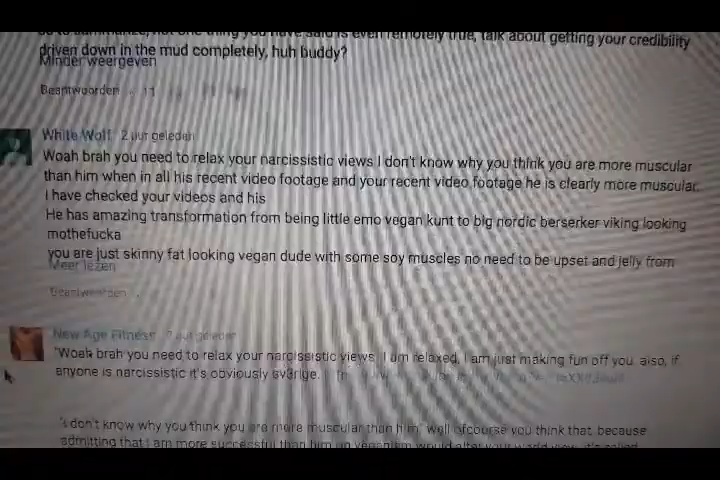 not one thing you have said is even remotely true, talk about getting your credibility
driven down in the mud completely, huh buddy?
Minder weergeven
Beantwoorden 11
White Wolf 2 uur geleden
Woah brah you need to relax your narcissistic views I don't know why you think you are more muscular
than him when in all his recent video footage and your recent video footage he is clearly more muscular.
I have checked your videos and his
He has amazing transformation from being little emo vegan kunt to big nordic berserker viking looking
mothefucka
you are just skinny fat looking vegan dude with some soy muscles no need to be upset and jelly from
Meer lezen
Beantwoorden
New Age Fitness 2 uur geleden
"Woah brah you need to relax your narcissistic views I am relaxed, I am just making fun off you, also, if
anyone is narcissistic it's obviously sv3rige.
"I don't know why you think you are more muscular than him" well ofcourse you think that, because
admitting that I am more successful than him on veganism would alter your world view, it's called